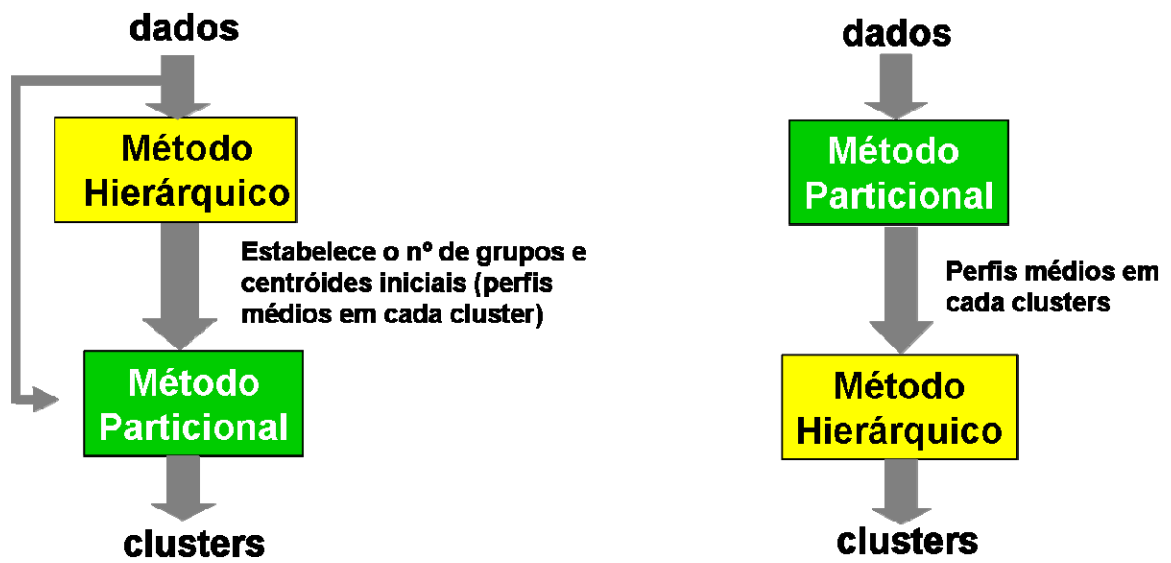 dados
Método
Hierárquico
Estabelece o nº de grupos e
centróides iniciais (perfis
médios em cada cluster)
Método
Particional
clusters
dados
Método
Particional
Perfis médios em
cada clusters
Método
Hierárquico
clusters